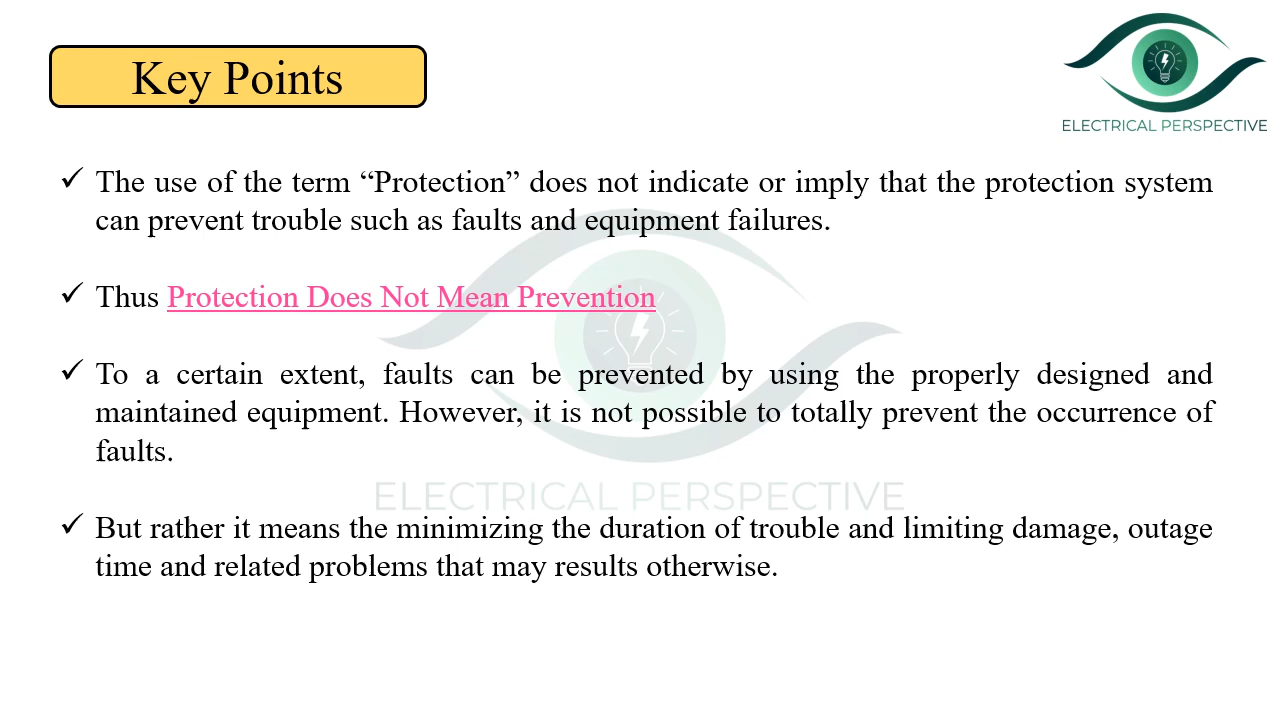 Key Points
ELECTRICAL PERSPECTIVE
The use of the term “Protection” does not indicate or imply that the protection system
can prevent trouble such as faults and equipment failures.
Thus Protection Does Not Mean Prevention
To a certain extent, faults can be prevented by using the properly designed and
maintained equipment. However, it is not possible to totally prevent the occurrence of
faults.
ELECTRICAL PERSPECTIVE
But rather it means the minimizing the duration of trouble and limiting damage, outage
time and related problems that may results otherwise.